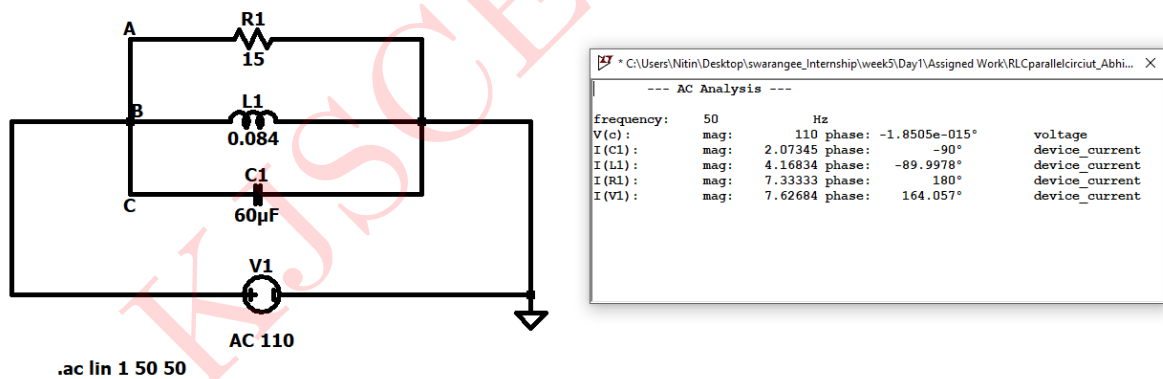 A
R1
15
B
L1
0.084
C1
C
60µF
V1
AC 110
.ac lin 1 50 50
KJSCE
* C:\Users\Nitin\Desktop\swarangee_Internship\week5\Day1\Assigned Work\RLCparallelcirciut_Abhi...
--- AC Analysis ---
frequency: 50 Hz
V(c): mag: 110 phase: -1.8505e-015° voltage
I(C1): mag: 2.07345 phase: -90° device_current
I(L1): mag: 4.16834 phase: -89.9978° device_current
I(R1): mag: 7.33333 phase: 180° device_current
I(V1): mag: 7.62684 phase: 164.057° device_current